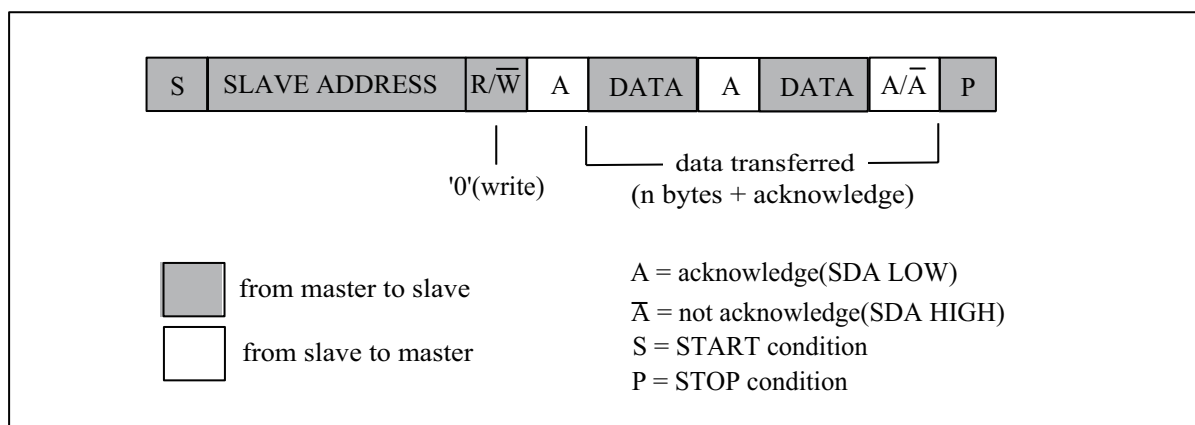 S SLAVE ADDRESS R/W̅ A DATA A DATA A/A̅ P
data transferred
'0'(write)
(n bytes + acknowledge)
from master to slave
from slave to master
A = acknowledge(SDA LOW)
A̅ = not acknowledge(SDA HIGH)
S = START condition
P = STOP condition